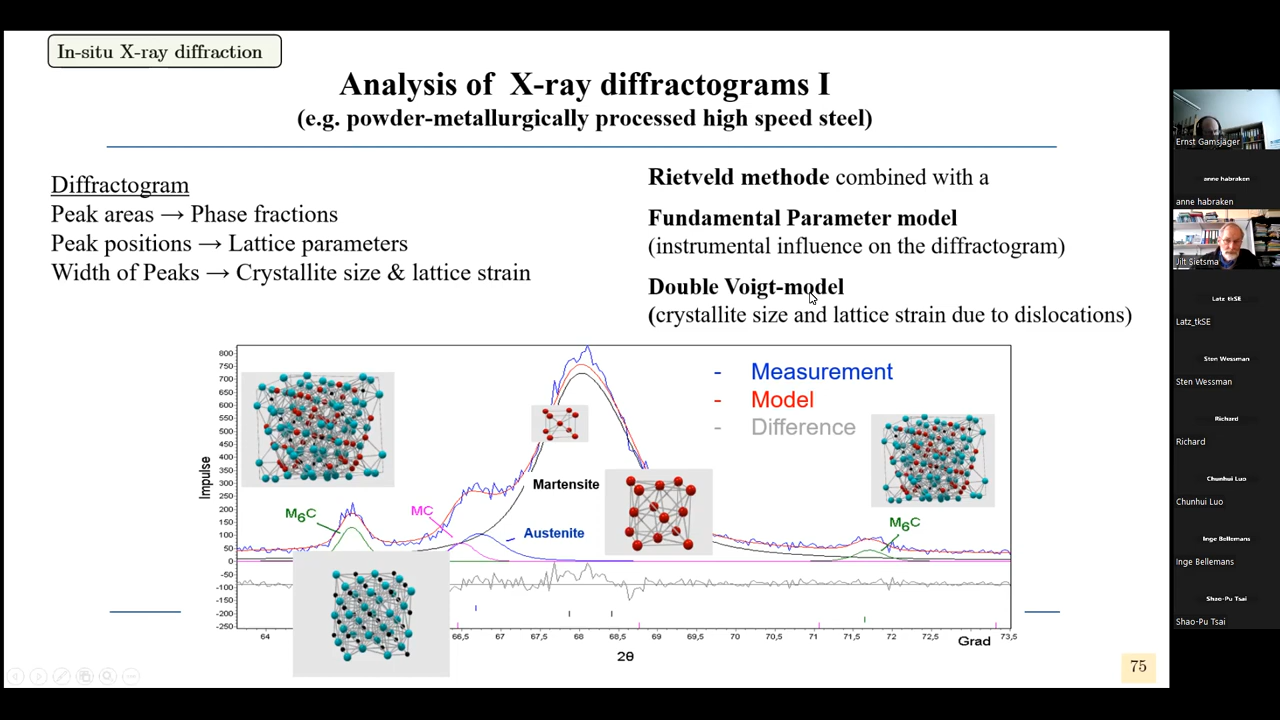 In-situ X-ray diffraction
Analysis of X-ray diffractograms I
(e.g. powder-metallurgically processed high speed steel)
Diffractogram
Peak areas → Phase fractions
Peak positions → Lattice parameters
Width of Peaks → Crystallite size & lattice strain
Rietveld methode combined with a
Fundamental Parameter model
(instrumental influence on the diffractogram)
Double Voigt-model
(crystallite size and lattice strain due to dislocations)
- Measurement
- Model
- Difference
Impulse
800
750
700
650
600
550
500
450
400
350
300
250
200
150
100
50
0
-50
-100
-150
-200
-250
M6C
MC
Martensite
Austenite
M6C
64
66,5
67
67,5
68
68,5
69
69,5
70
70,5
71
71,5
72
72,5
73
73,5
Grad
2θ
75
Ernst Gamsjäger
anne habraken
anne habraken
Jilt Sietsma
Latz_tkSE
Latz_tkSE
Sten Wessman
Sten Wessman
Richard
Richard
Chunhui Luo
Chunhui Luo
Inge Bellemans
Inge Bellemans
Shao-Pu Tsai
Shao-Pu Tsai